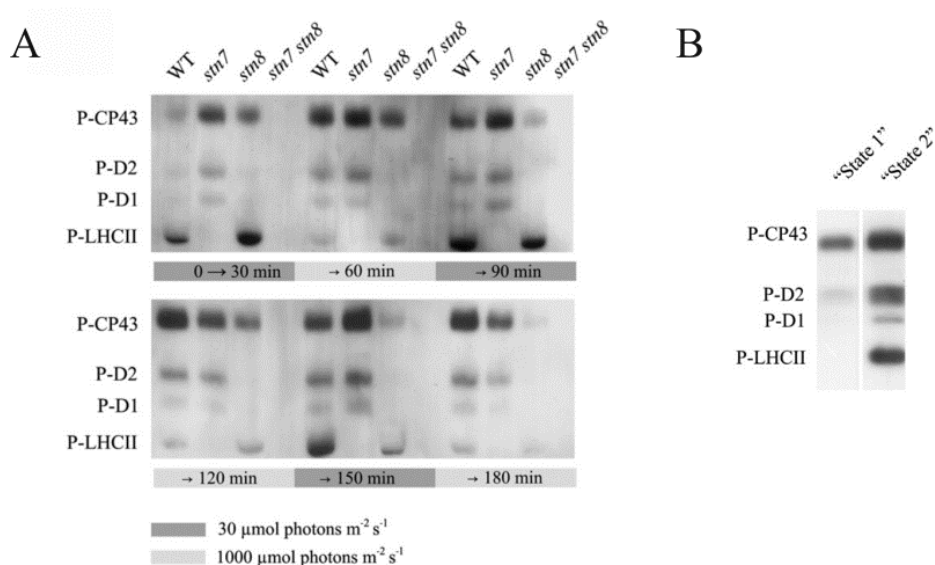 A
WT stn7 stn8 stn7 stn8 WT stn7 stn8 stn7 stn8 WT stn7 stn8 stn7 stn8
P-CP43
P-D2
P-D1
P-LHCII
0 → 30 min → 60 min → 90 min
P-CP43
P-D2
P-D1
P-LHCII
→ 120 min → 150 min → 180 min
30 µmol photons m⁻² s⁻¹
1000 µmol photons m⁻² s⁻¹
B
“State 1” “State 2”
P-CP43
P-D2
P-D1
P-LHCII